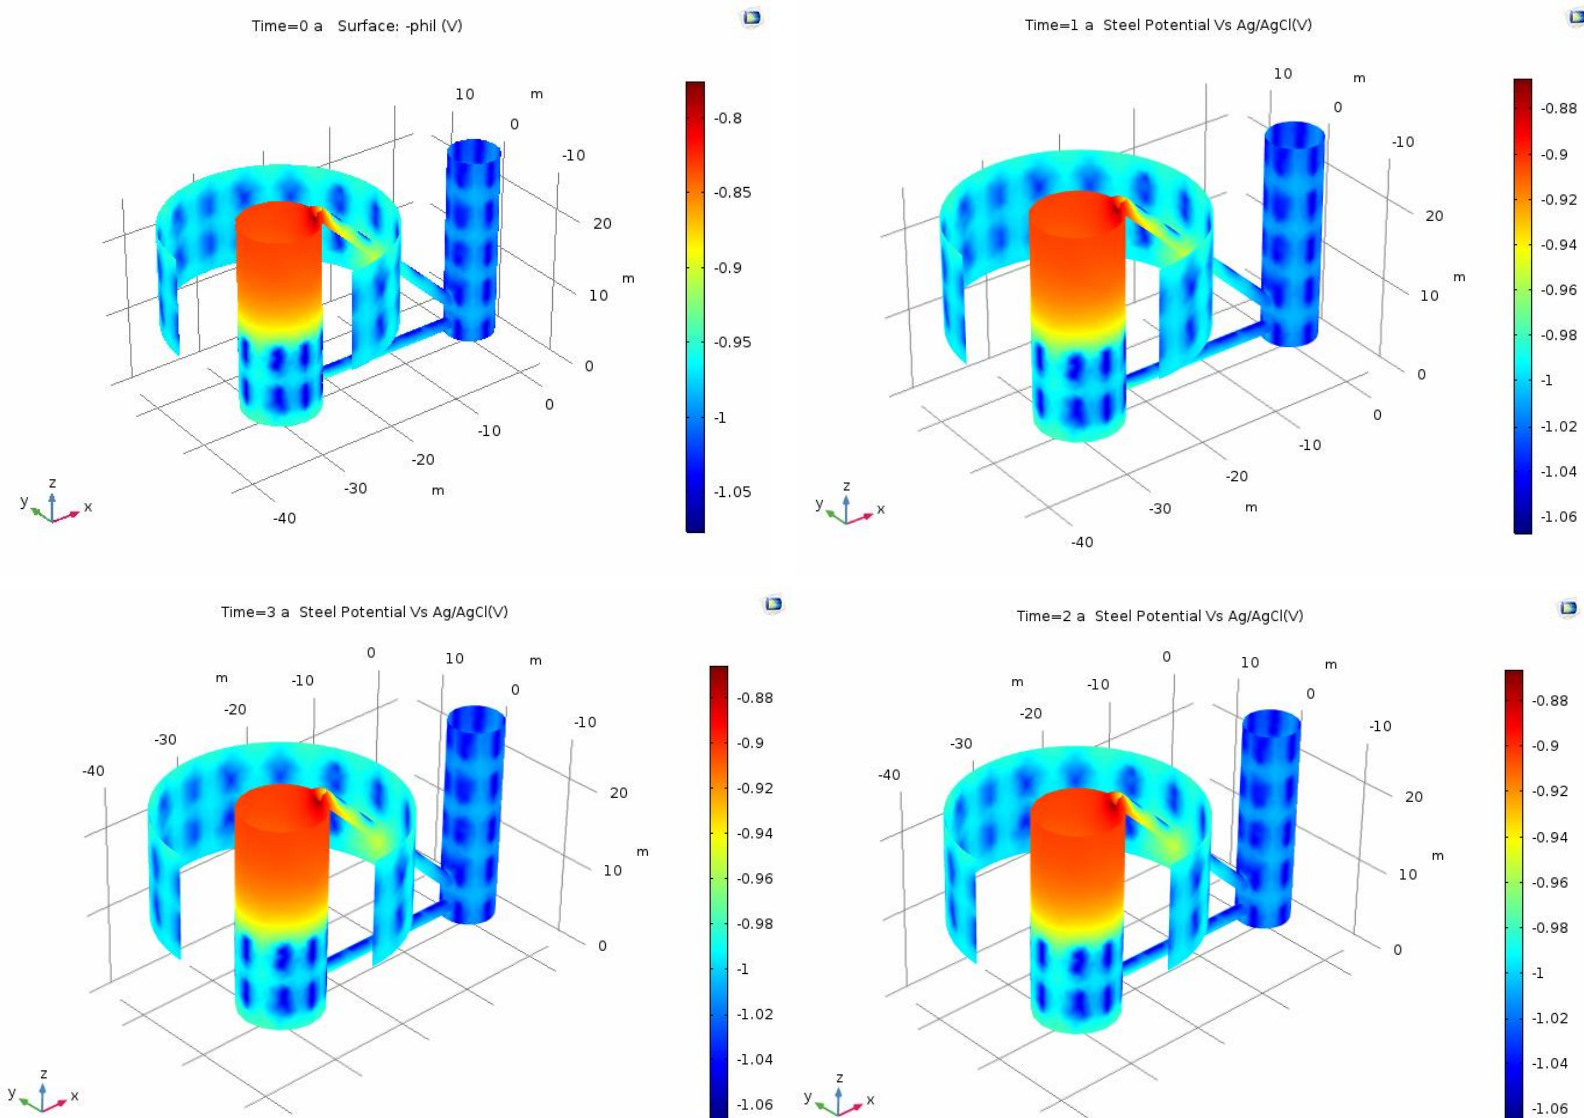 Time=0 a Surface: -phil (V)
10
m
0
-10
20
m
10
0
0
-10
-20
m
-30
-40
-0.8
-0.85
-0.9
-0.95
-1
-1.05
z
y
x
Time=1 a Steel Potential Vs Ag/AgCl(V)
10
m
0
-10
20
m
10
0
0
-10
-20
m
-30
-40
-0.88
-0.9
-0.92
-0.94
-0.96
-0.98
-1
-1.02
-1.04
-1.06
z
y
x
Time=3 a Steel Potential Vs Ag/AgCl(V)
0
10
m
m
-10
0
-20
-10
-30
-40
20
m
10
0
-0.88
-0.9
-0.92
-0.94
-0.96
-0.98
-1
-1.02
-1.04
-1.06
z
y
x
Time=2 a Steel Potential Vs Ag/AgCl(V)
0
10
m
m
-10
0
-20
-10
-30
-40
20
m
10
0
-0.88
-0.9
-0.92
-0.94
-0.96
-0.98
-1
-1.02
-1.04
-1.06
z
y
x